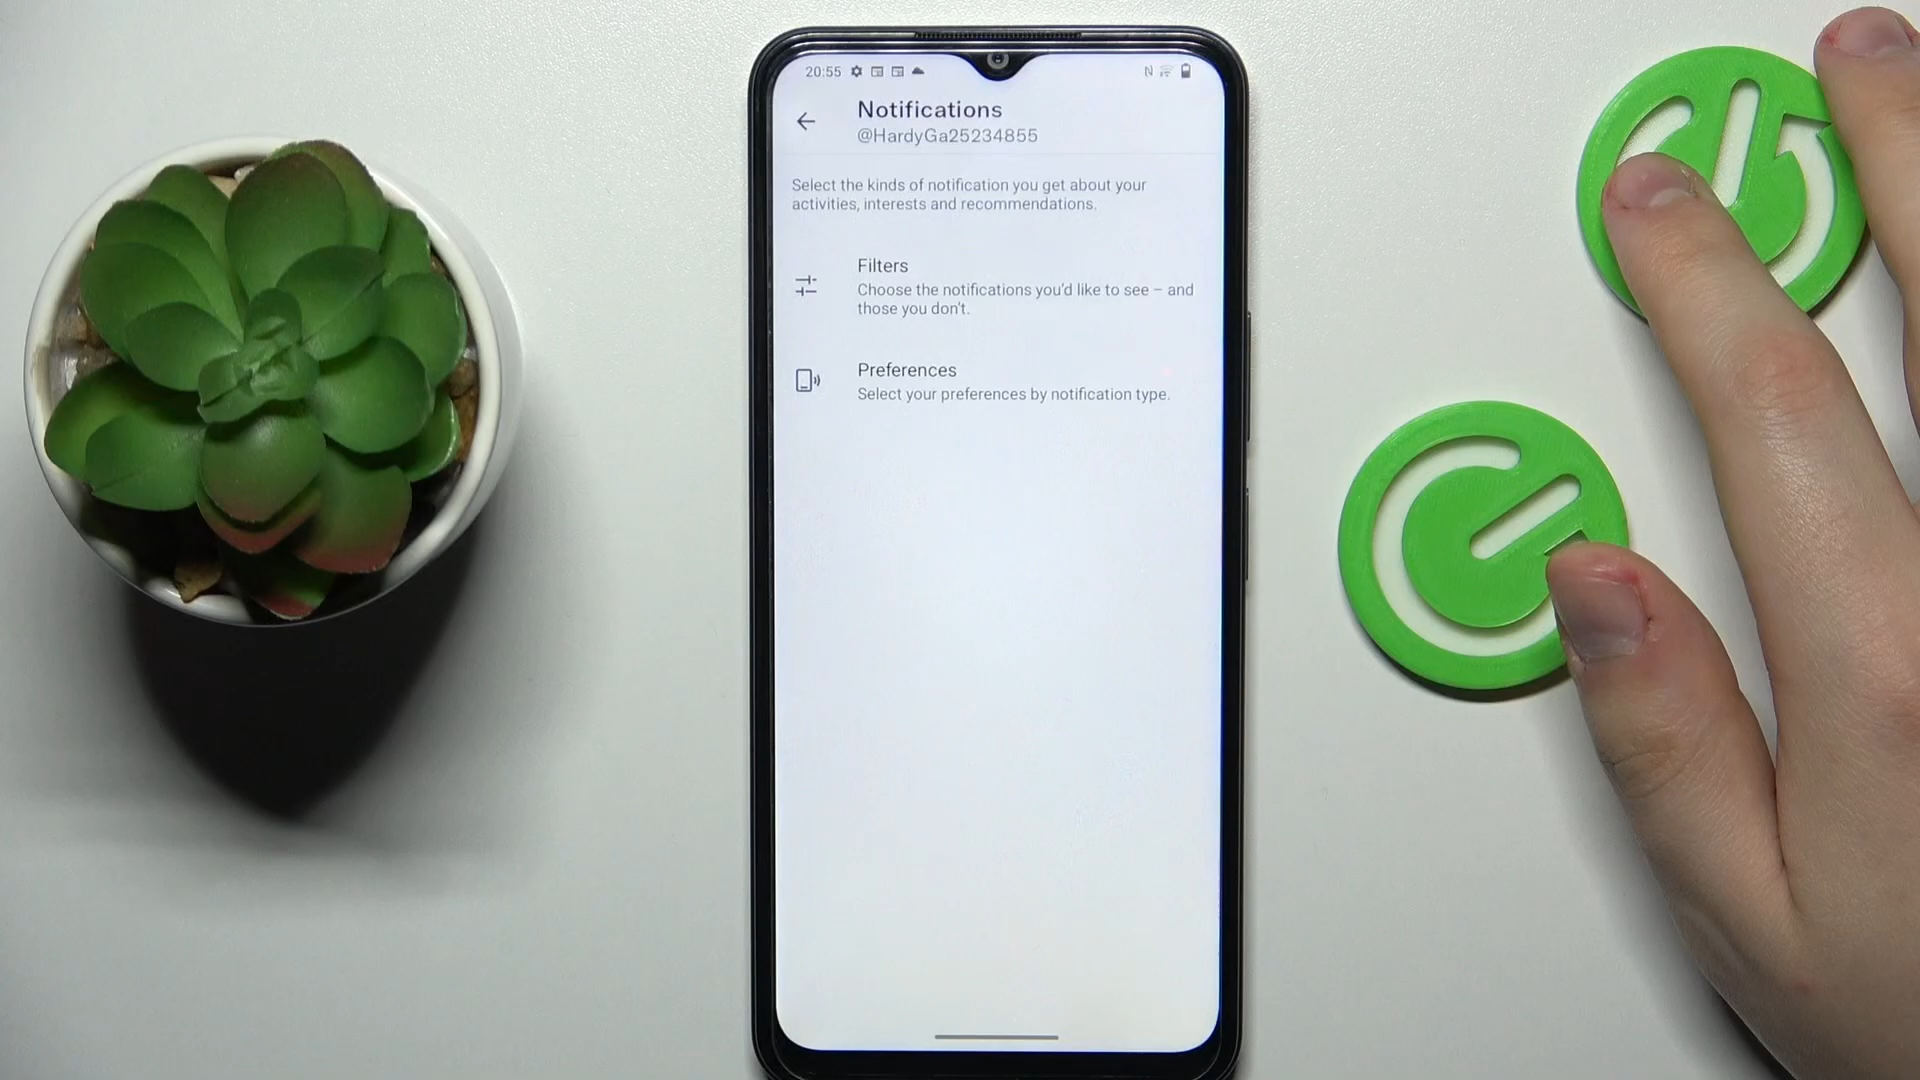 20:55
Notifications
@HardyGa25234855
Select the kinds of notification you get about your
activities, interests and recommendations.
Filters
Choose the notifications you'd like to see – and
those you don't.
Preferences
Select your preferences by notification type.